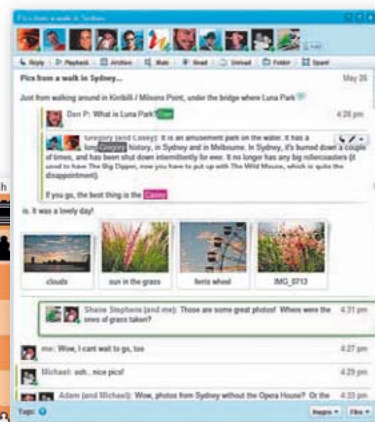 Pics from a walk in Sydney
Add
Reply Playback Archive Mute Read Unread Folder Spam
Pics from a walk in Sydney... May 26
Just from walking around in Kiribilli / Milsons Point, under the bridge where Luna Park
Dan P: What is Luna Park? Dan 4:28 pm
Gregory (and Casey): It is an amusement park on the water. It has a
long Gregory history, in Sydney and in Melbourne. In Sydney, it's burned down a couple
of times, and has been shut down intermittently for ever. It no longer has any big rollercoasters (it
used to have The Big Dipper, now you have to put up with The Wild Mouse, which is quite the
disappointment).
If you go, the best thing is the Casey
is. It was a lovely day!
clouds sun in the grass ferris wheel IMG_0713
Shane Stephens (and me): Those are some great photos! Where were the 4:31 pm
ones of grass taken?
me: Wow, I cant wait to go, too 4:27 pm
Michael: ooh.. nice pics! 4:29 pm
Adam (and Michael): Wow, photos from Sydney without the Opera House? Or the 4:33 pm
Tags: Images Files